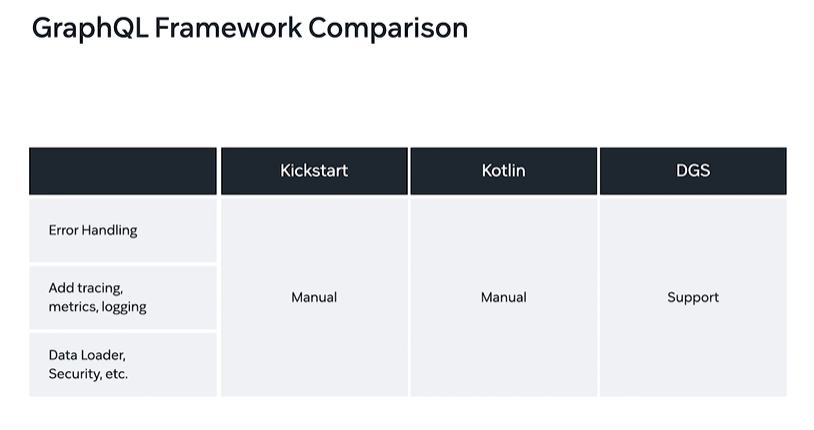 GraphQL Framework Comparison
Kickstart
Kotlin
DGS
Error Handling
Add tracing,
metrics, logging
Data Loader,
Security, etc.
Manual
Manual
Support